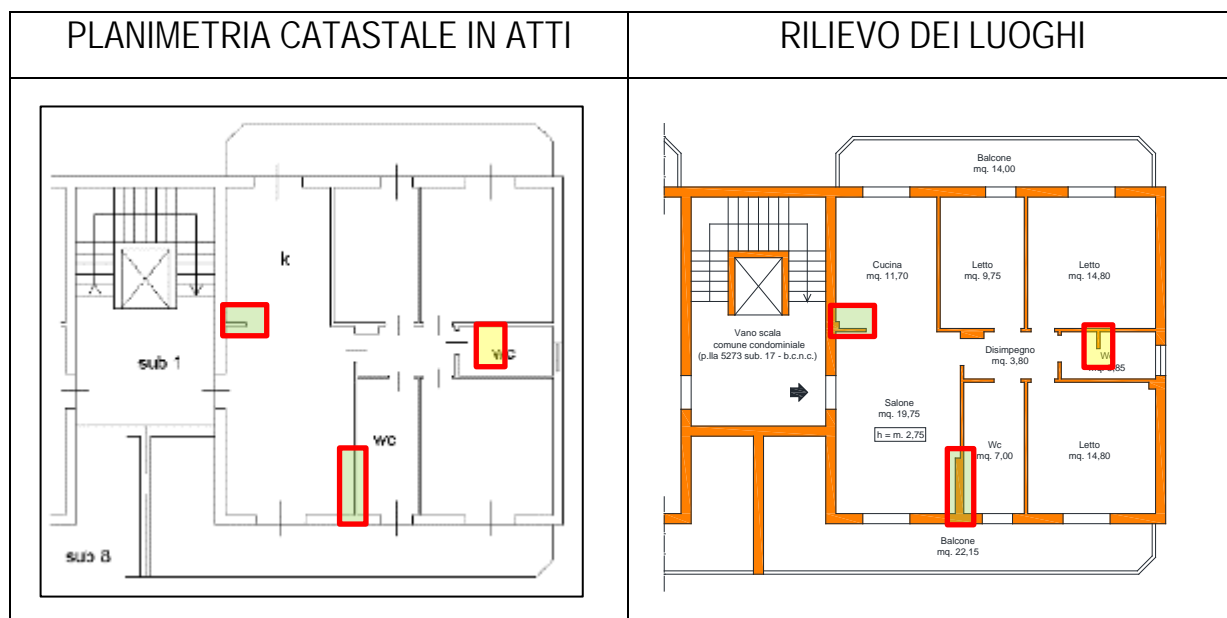 PLANIMETRIA CATASTALE IN ATTI
RILIEVO DEI LUOGHI
k
sub 1
wc
wc
sub 8
Balcone
mq. 14,00
Cucina
mq. 11,70
Letto
mq. 9,75
Letto
mq. 14,80
Vano scala
comune condominiale
(p.lla 5273 sub. 17 - b.c.n.c.)
Disimpegno
mq. 3,80
Wc
,85
Salone
mq. 19,75
h = m. 2,75
Wc
mq. 7,00
Letto
mq. 14,80
Balcone
mq. 22,15